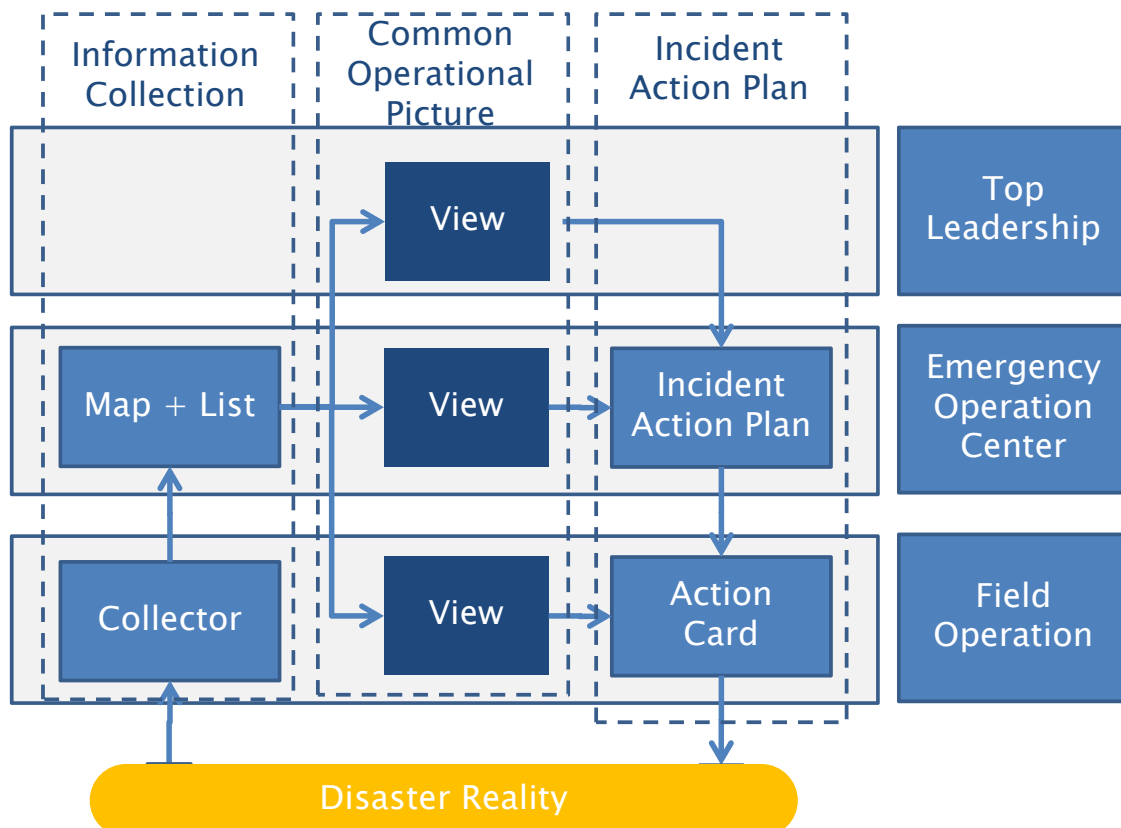 Information
Collection
Common
Operational
Picture
Incident
Action Plan
View
Top
Leadership
Map + List
View
Incident
Action Plan
Emergency
Operation
Center
Collector
View
Action
Card
Field
Operation
Disaster Reality